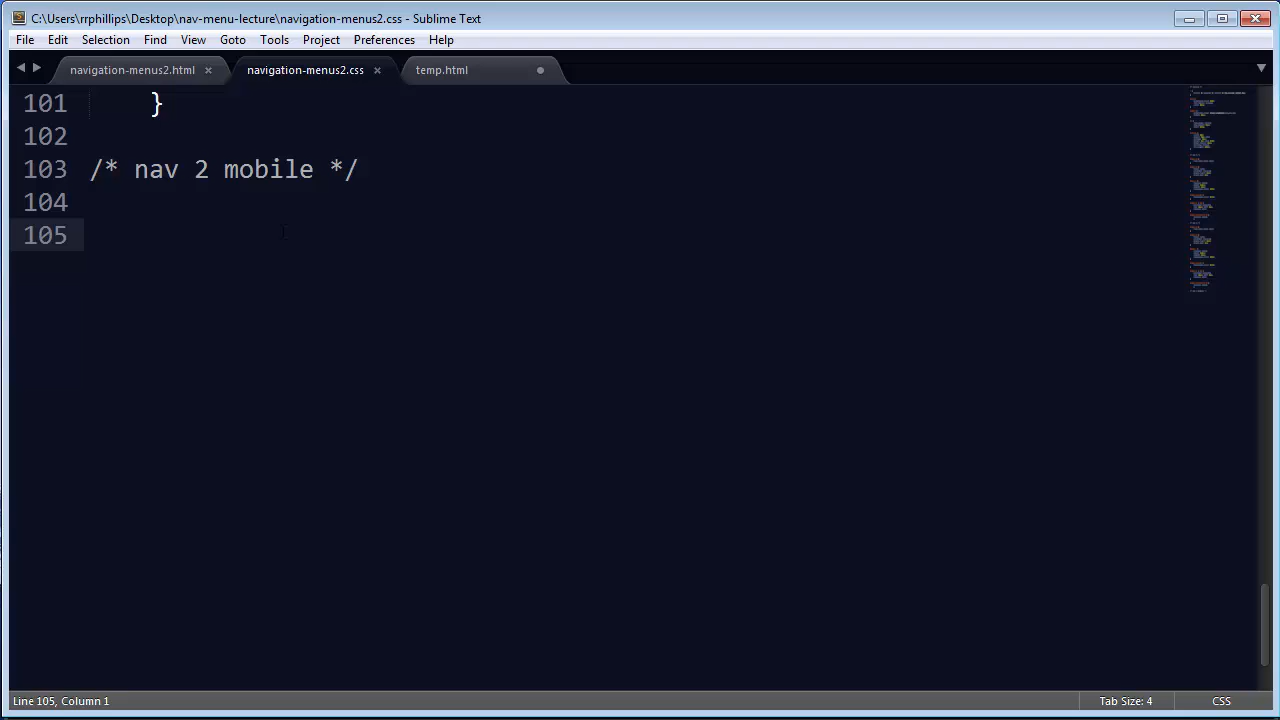 C:\Users\rrphillips\Desktop\nav-menu-lecture\navigation-menus2.css - Sublime Text
File Edit Selection Find View Goto Tools Project Preferences Help
navigation-menus2.html × navigation-menus2.css × temp.html
101 }
102
103 /* nav 2 mobile */
104
105
Line 105, Column 1 Tab Size: 4 CSS